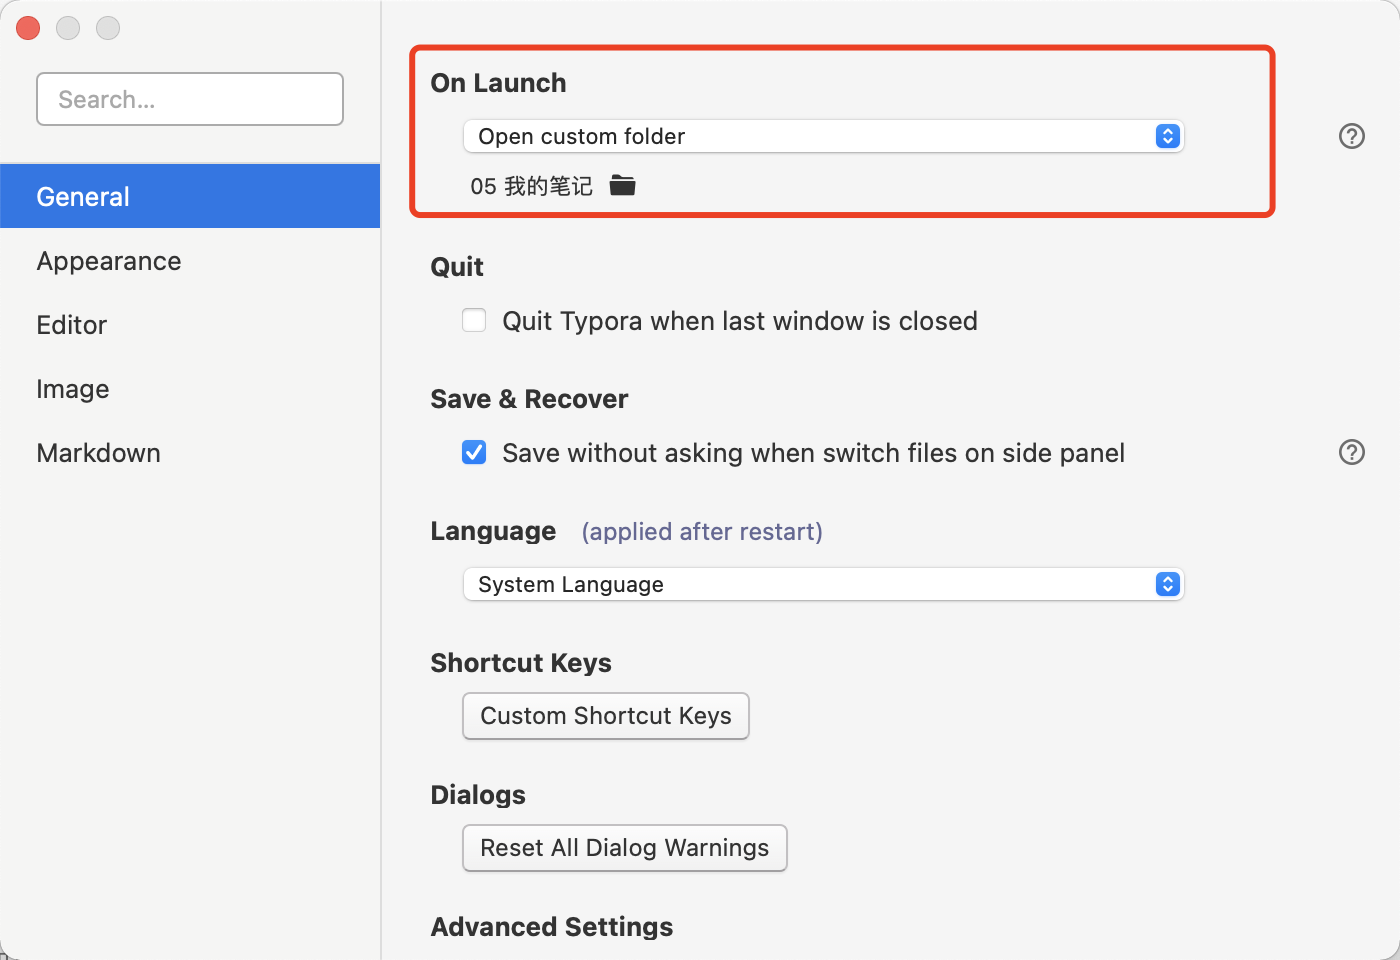 Search...
General
Appearance
Editor
Image
Markdown
On Launch
Open custom folder
05 我的笔记
Quit
Quit Typora when last window is closed
Save & Recover
Save without asking when switch files on side panel
Language (applied after restart)
System Language
Shortcut Keys
Custom Shortcut Keys
Dialogs
Reset All Dialog Warnings
Advanced Settings